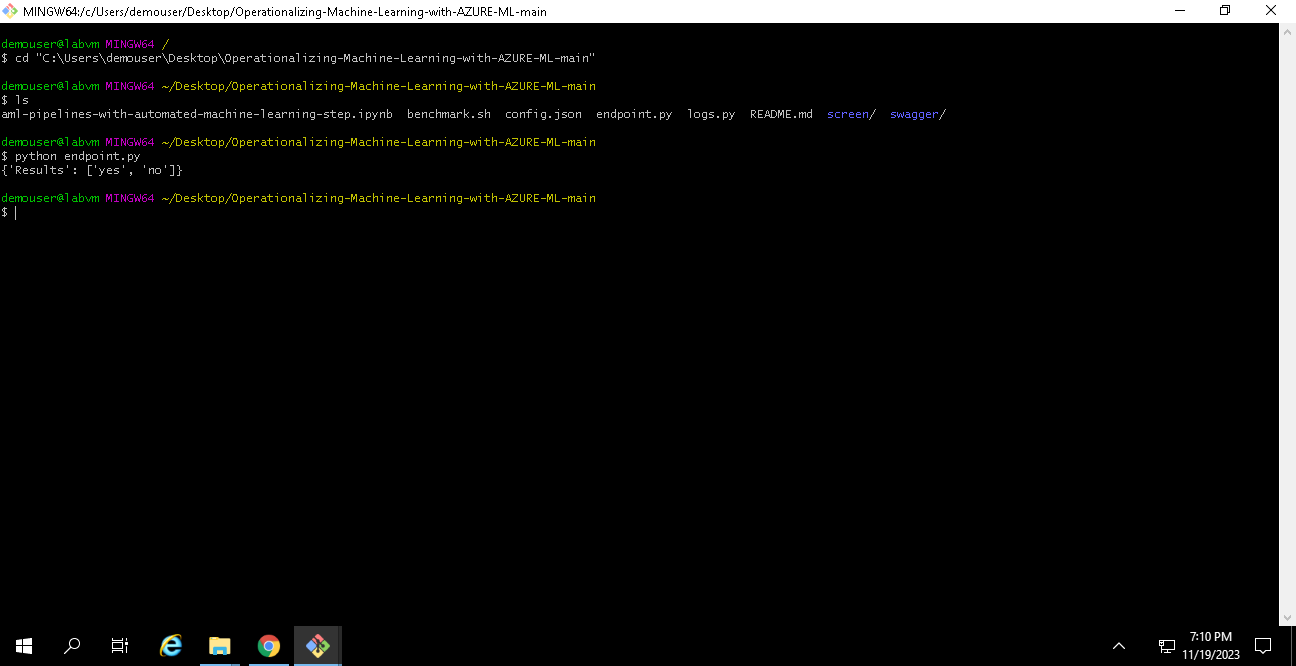 MINGW64:/c/Users/demouser/Desktop/Operationalizing-Machine-Learning-with-AZURE-ML-main
demouser@labvm MINGW64 /
$ cd "C:\Users\demouser\Desktop\Operationalizing-Machine-Learning-with-AZURE-ML-main"
demouser@labvm MINGW64 ~/Desktop/Operationalizing-Machine-Learning-with-AZURE-ML-main
$ ls
aml-pipelines-with-automated-machine-learning-step.ipynb  benchmark.sh  config.json  endpoint.py  logs.py  README.md  screen/  swagger/
demouser@labvm MINGW64 ~/Desktop/Operationalizing-Machine-Learning-with-AZURE-ML-main
$ python endpoint.py
{'Results': ['yes', 'no']}
demouser@labvm MINGW64 ~/Desktop/Operationalizing-Machine-Learning-with-AZURE-ML-main
$
7:10 PM
11/19/2023